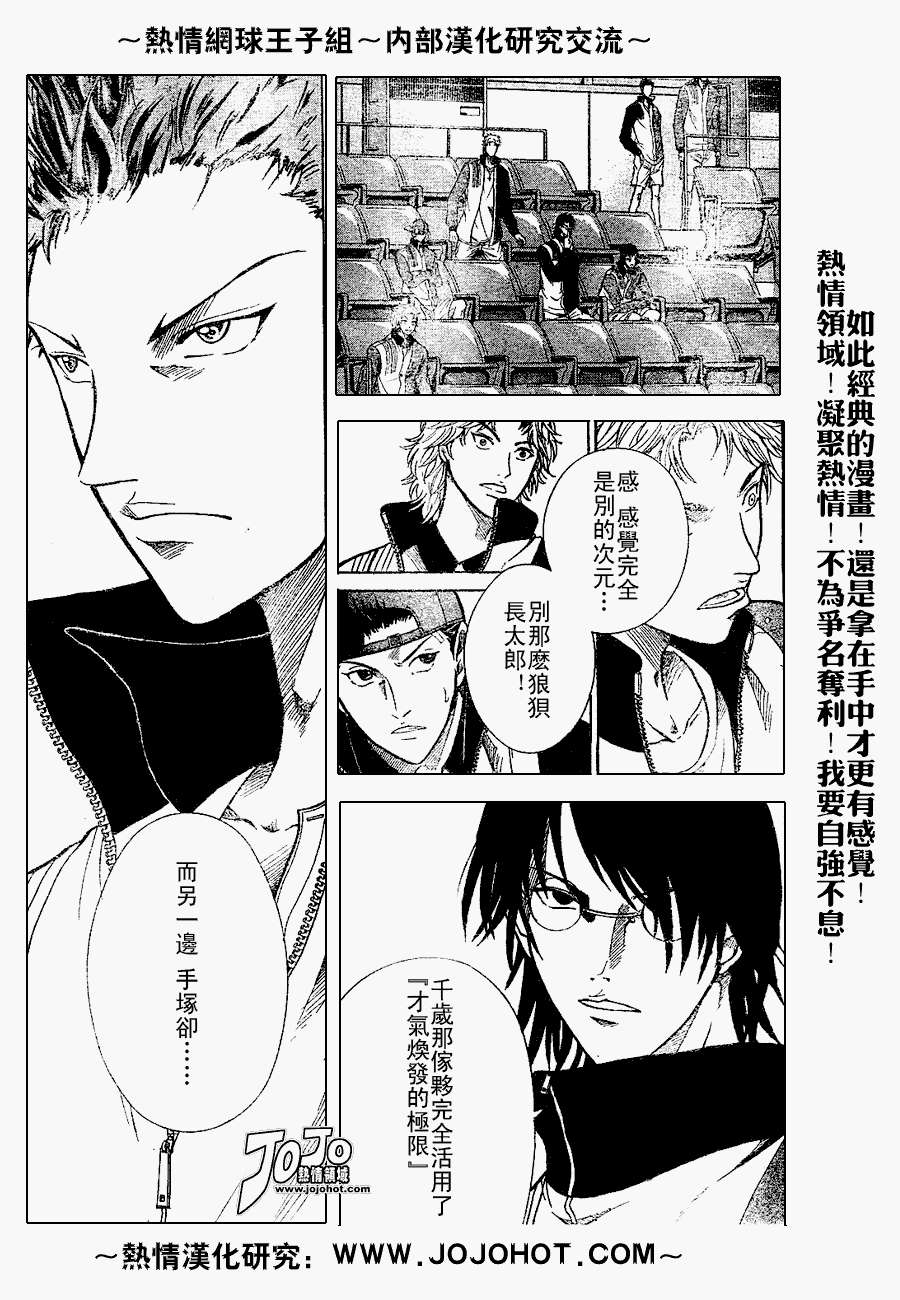 ～熱情網球王子組～內部漢化研究交流～
感 感覺完全
是別的次元…
別那麼狼狽
長太郎！
千歲那傢夥完全活用了
『才氣煥發的極限』
而另一邊 手塚卻……
如此經典的漫畫！還是拿在手中才更有感覺！
熱情領域！凝聚熱情！不為爭名奪利！我要自強不息！
JOJO
熱情領域
www.jojohot.com
～熱情漢化研究：WWW.JOJOHOT.COM～